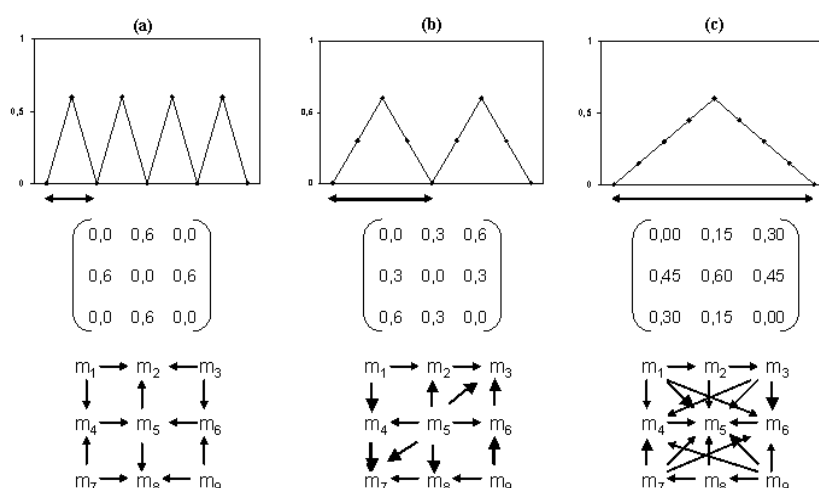 (a) (b) (c)
1 1 1
0,5 0,6 0,5
0 0 0
0,0 0,6 0,0 0,0 0,3 0,6 0,00 0,15 0,30
0,6 0,0 0,6 0,3 0,0 0,3 0,45 0,60 0,45
0,0 0,6 0,0 0,6 0,3 0,0 0,30 0,15 0,00
m1 m2 m3 m1 m2 m3 m1 m2 m3
m4 m5 m6 m4 m5 m6 m4 m5 m6
m7 m8 m9 m7 m8 m9 m7 m8 m9